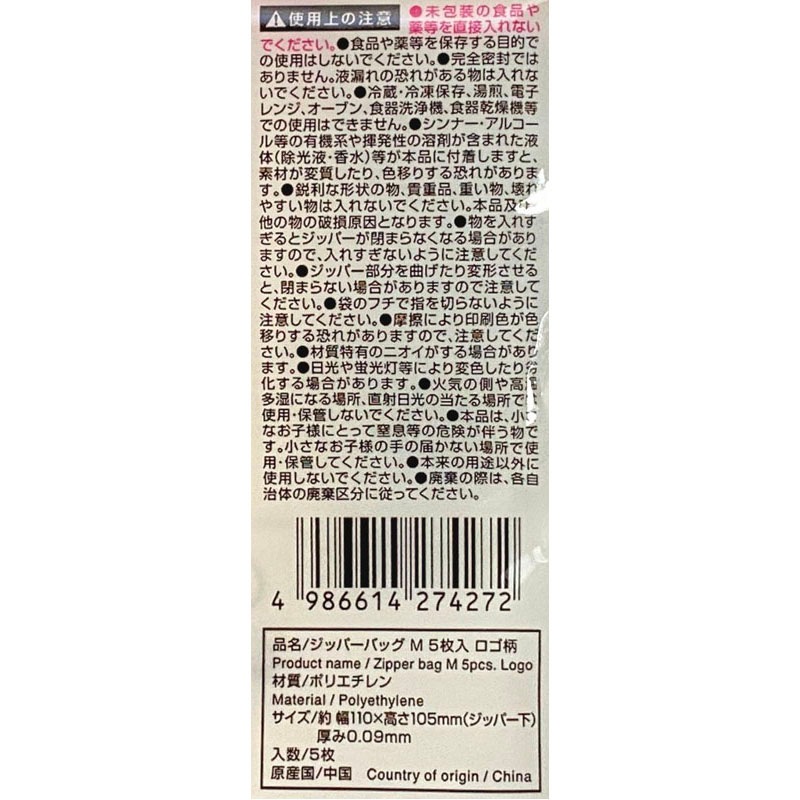 使用上の注意 ●未包装の食品や
薬等を直接入れない
でください。●食品や薬等を保存する目的で
の使用はしないでください。●完全密封では
ありません。液漏れの恐れがある物は入れな
いでください。●冷蔵・冷凍保存、湯煎、電子
レンジ、オーブン、食器洗浄機、食器乾燥機等
での使用はできません。●シンナー・アルコー
ル等の有機系や揮発性の溶剤が含まれた液
体(除光液・香水)等が本品に付着しますと、
素材が変質したり、色移りする恐れがありま
す。●鋭利な形状の物、貴重品、重い物、壊れ
やすい物は入れないでください。本品及び
他の物の破損原因となります。●物を入れす
ぎるとジッパーが閉まらなくなる場合があり
ますので、入れすぎないように注意してくだ
さい。●ジッパー部分を曲げたり変形させる
と、閉まらない場合がありますので注意して
ください。●袋のフチで指を切らないように
注意してください。●摩擦により印刷色が色
移りする恐れがありますので、注意してくださ
い。●材質特有のニオイがする場合があり
ます。●日光や蛍光灯等により変色したり劣
化する場合があります。●火気の側や高温
多湿になる場所、直射日光の当たる場所で
使用・保管しないでください。●本品は、小さ
なお子様にとって窒息等の危険が伴う物で
す。小さなお子様の手の届かない場所で使
用・保管してください。●本来の用途以外に
使用しないでください。●廃棄の際は、各自
治体の廃棄区分に従ってください。
4 986614 274272
品名/ジッパーバッグ M 5枚入 ロゴ柄
Product name / Zipper bag M 5pcs. Logo
材質/ポリエチレン
Material / Polyethylene
サイズ/約 幅110×高さ105mm(ジッパー下)
厚み0.09mm
入数/5枚
原産国/中国 Country of origin / China